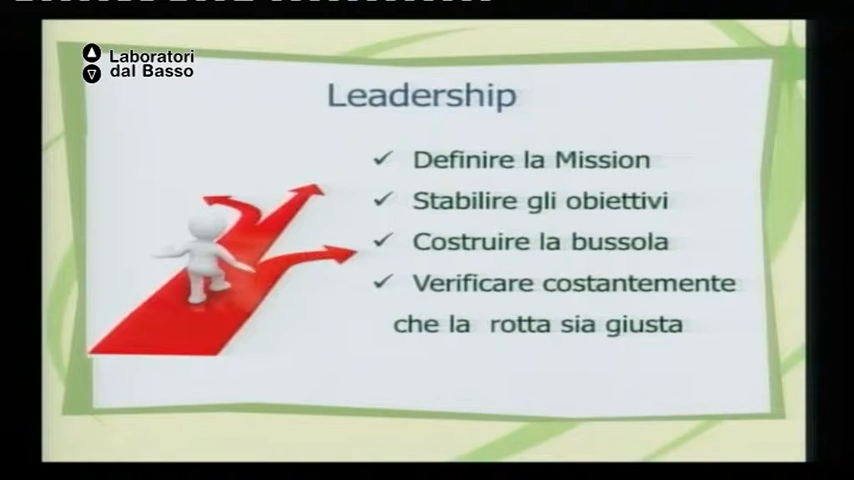 Laboratori
dal Basso
Leadership
✓ Definire la Mission
✓ Stabilire gli obiettivi
✓ Costruire la bussola
✓ Verificare costantemente
che la rotta sia giusta